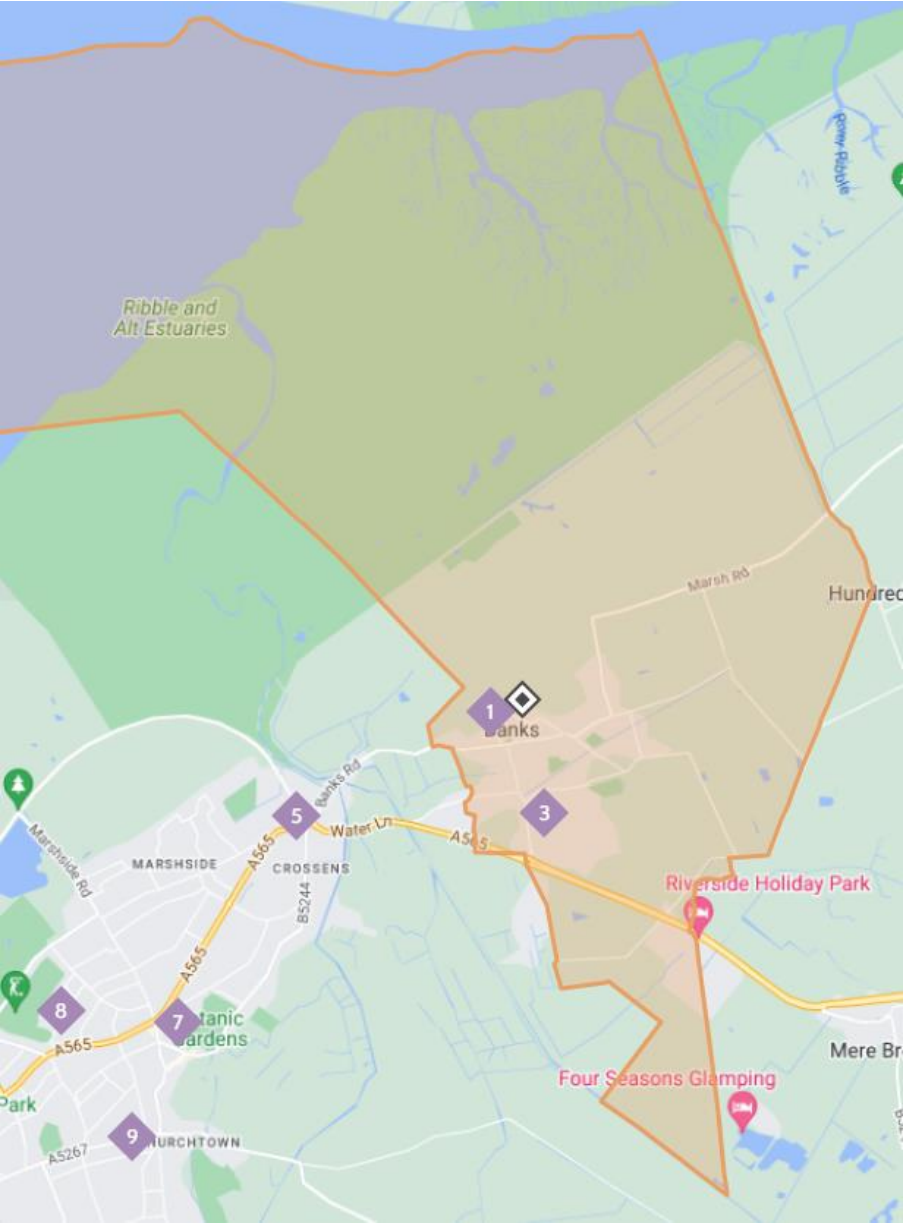 River Ribble
Ribble and
Alt Estuaries
Marsh Rd
Hundred
1
Banks
3
5
Banks Rd
Water Ln
A565
MARSHSIDE
A565
CROSSENS
Marshside Rd
B5244
Riverside Holiday Park
A565
8
7
tanic
Gardens
A565
Mere Br
Four Seasons Glamping
Park
9
HURCHTOWN
A5267